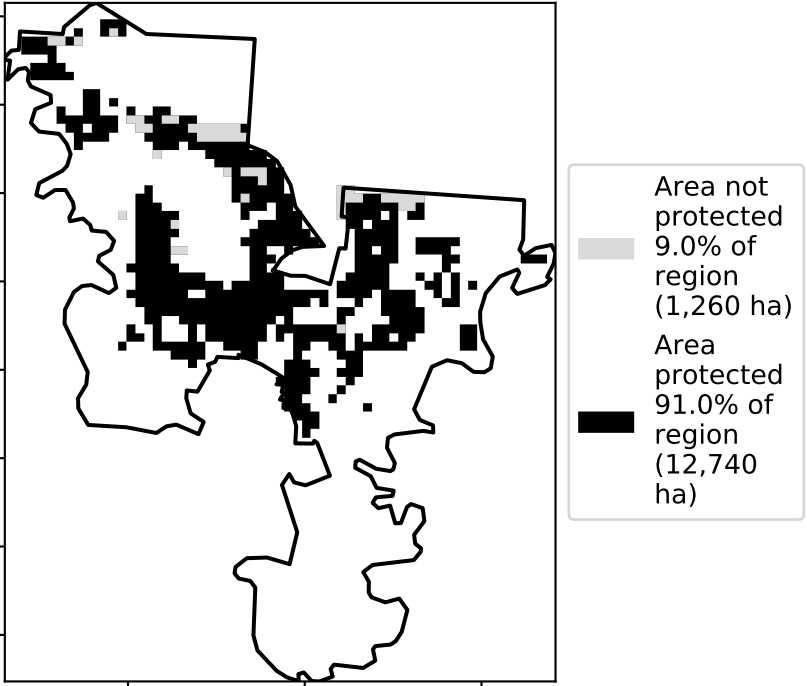 Area not
protected
9.0% of
region
(1,260 ha)
Area
protected
91.0% of
region
(12,740
ha)